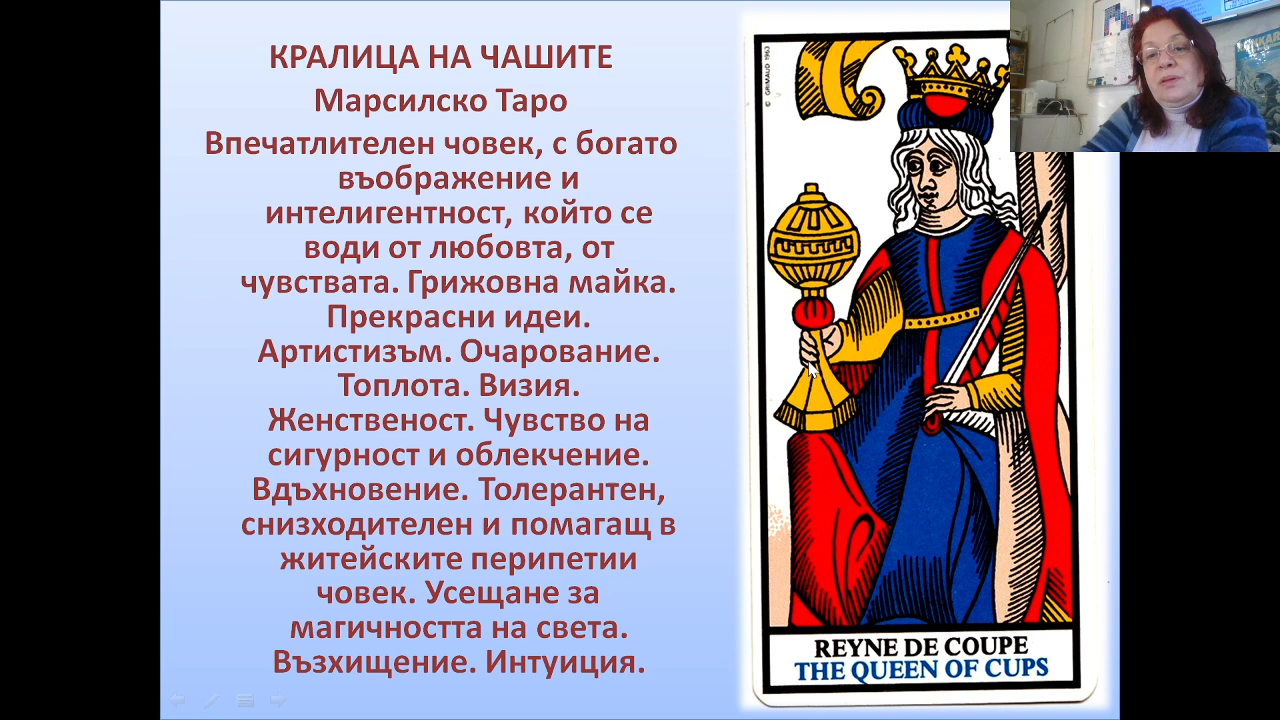 КРАЛИЦА НА ЧАШИТЕ
Марсилско Таро
Впечатлителен човек, с богато
въображение и
интелигентност, който се
води от любовта, от
чувствата. Грижовна майка.
Прекрасни идеи.
Артистизъм. Очарование.
Топлота. Визия.
Женственост. Чувство на
сигурност и облекчение.
Вдъхновение. Толерантен,
снизходителен и помагащ в
житейските перипетии
човек. Усещане за
магичността на света.
Възхищение. Интуиция.
© GRIMAUD 1963
REYNE DE COUPE
THE QUEEN OF CUPS